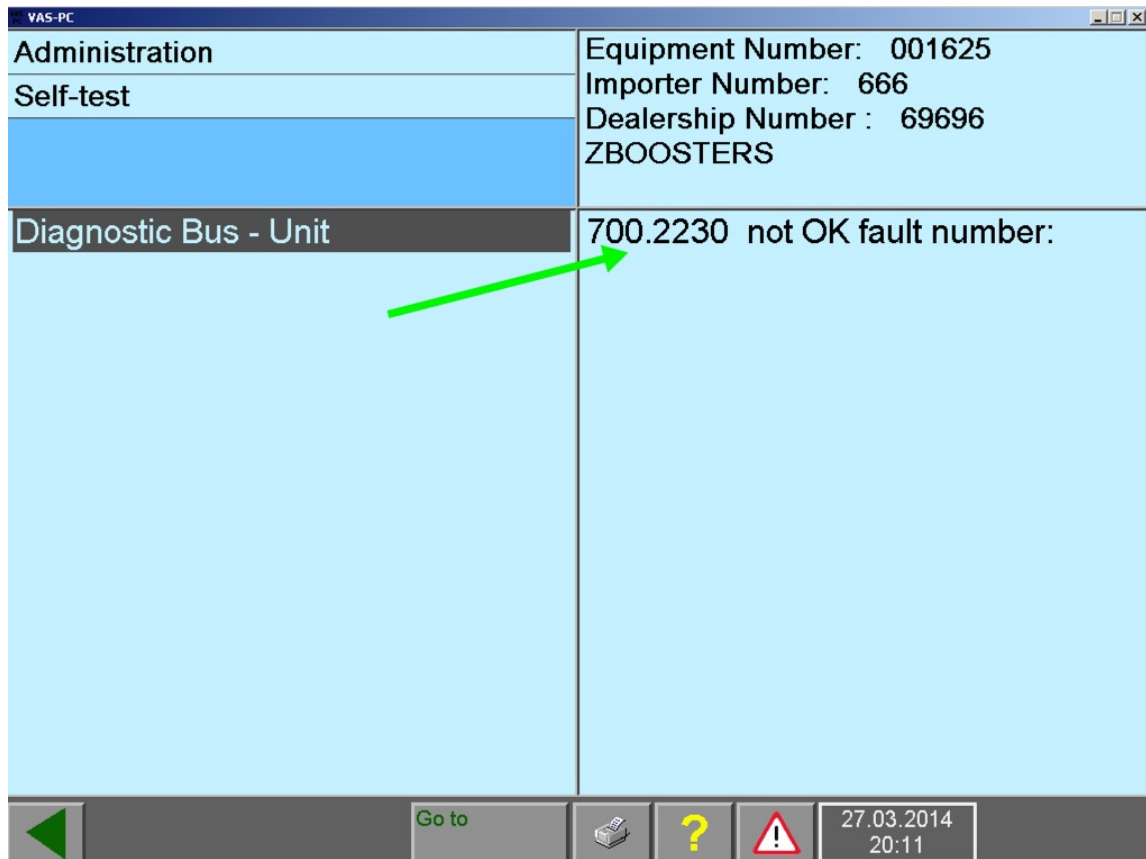 VAS-PC
Administration
Self-test
Equipment Number: 001625
Importer Number: 666
Dealership Number : 69696
ZBOOSTERS
Diagnostic Bus - Unit
700.2230 not OK fault number:
Go to
?
27.03.2014
20:11